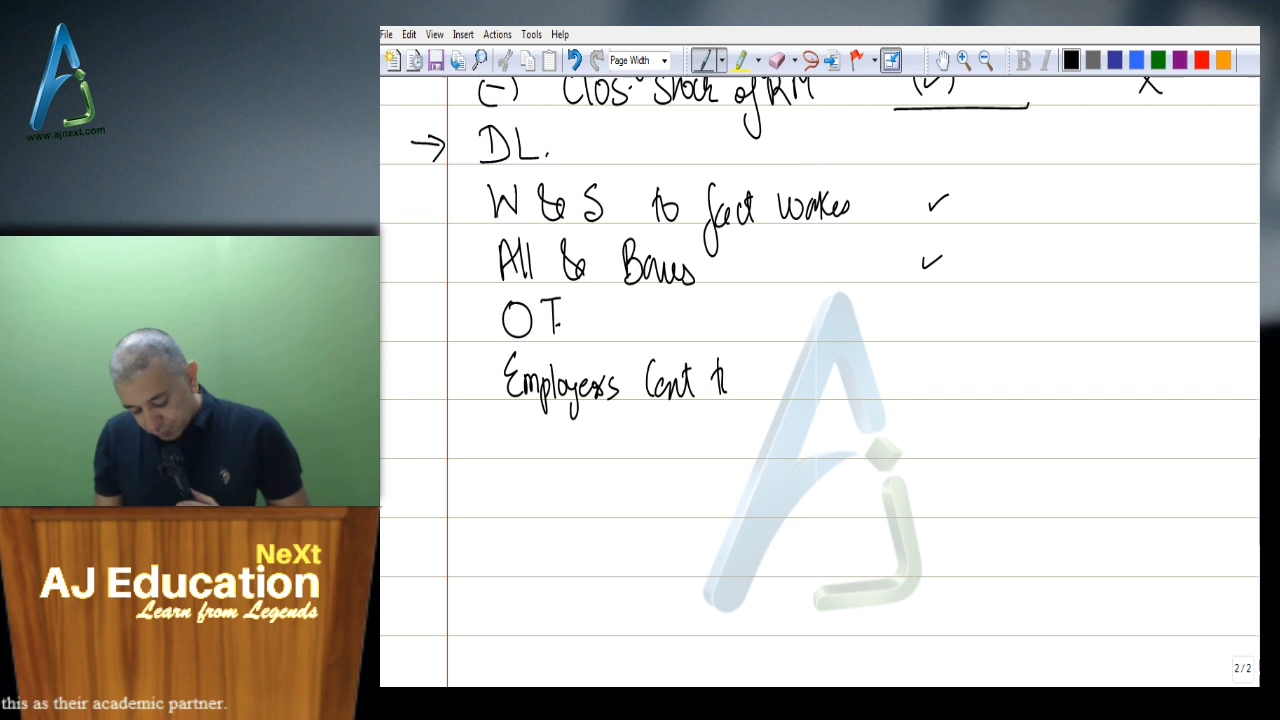 www.ajnext.com
File Edit View Insert Actions Tools Help
Page Width
B I
(-) Clos. Stock of RM (✓) X
→ DL.
W & S to fact workers ✓
All & Bonus ✓
OT.
Employers Cont t
2/2
NeXt
AJ Education
Learn from Legends
this as their academic partner.